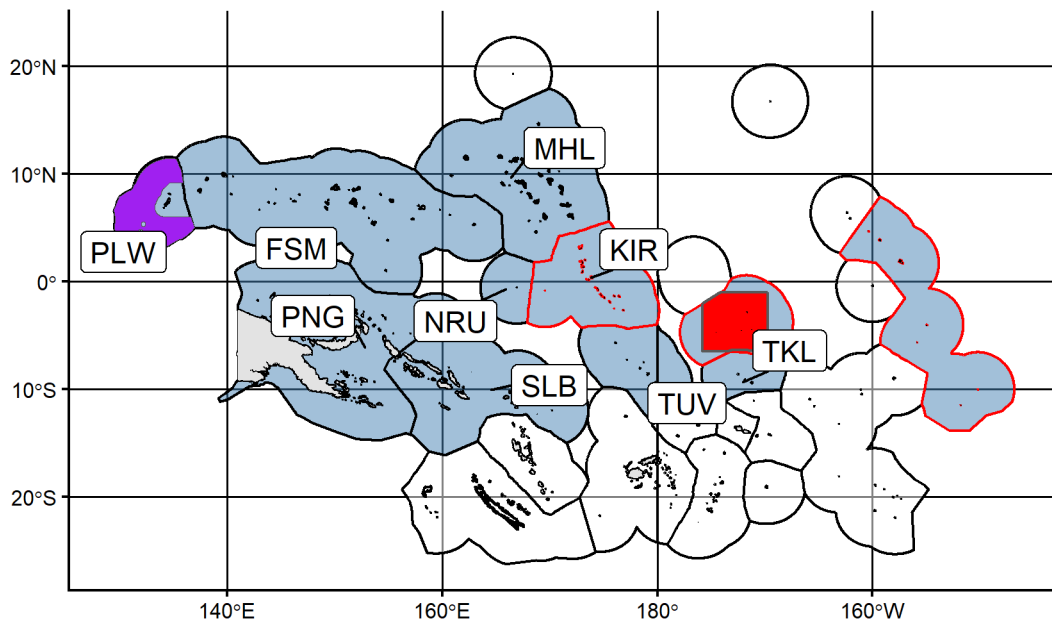 20°N
10°N
0°
10°S
20°S
MHL
PLW
FSM
KIR
PNG
NRU
TKL
SLB
TUV
140°E
160°E
180°
160°W